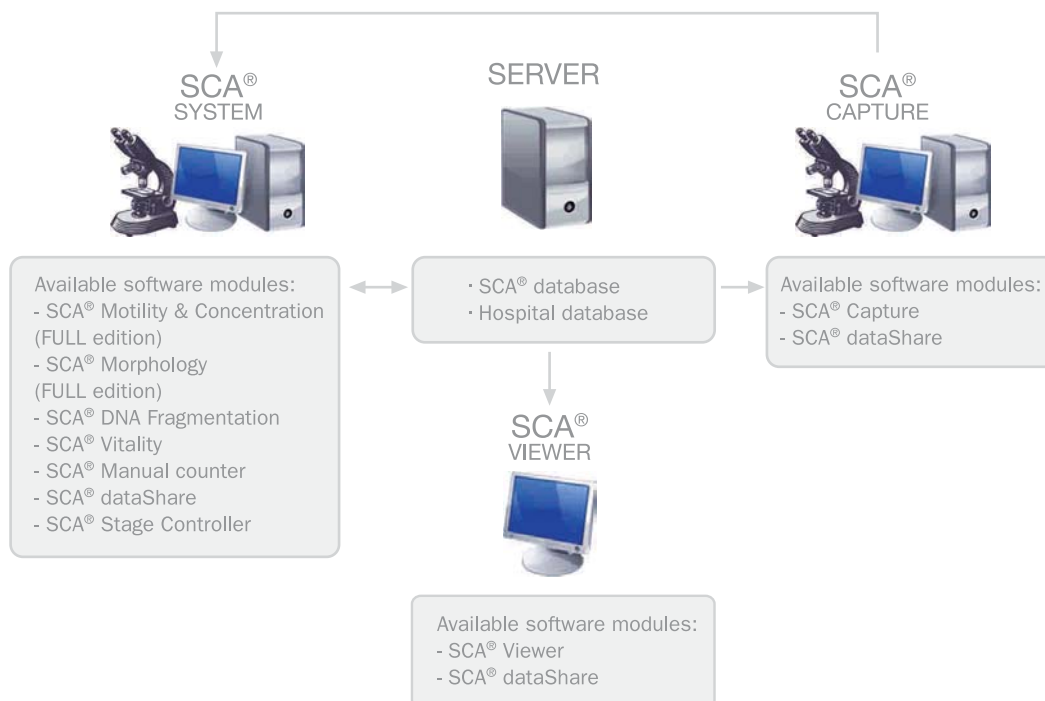 SCA®
SYSTEM
Available software modules:
- SCA® Motility & Concentration
(FULL edition)
- SCA® Morphology
(FULL edition)
- SCA® DNA Fragmentation
- SCA® Vitality
- SCA® Manual counter
- SCA® dataShare
- SCA® Stage Controller
SERVER
· SCA® database
· Hospital database
SCA®
CAPTURE
Available software modules:
- SCA® Capture
- SCA® dataShare
SCA®
VIEWER
Available software modules:
- SCA® Viewer
- SCA® dataShare